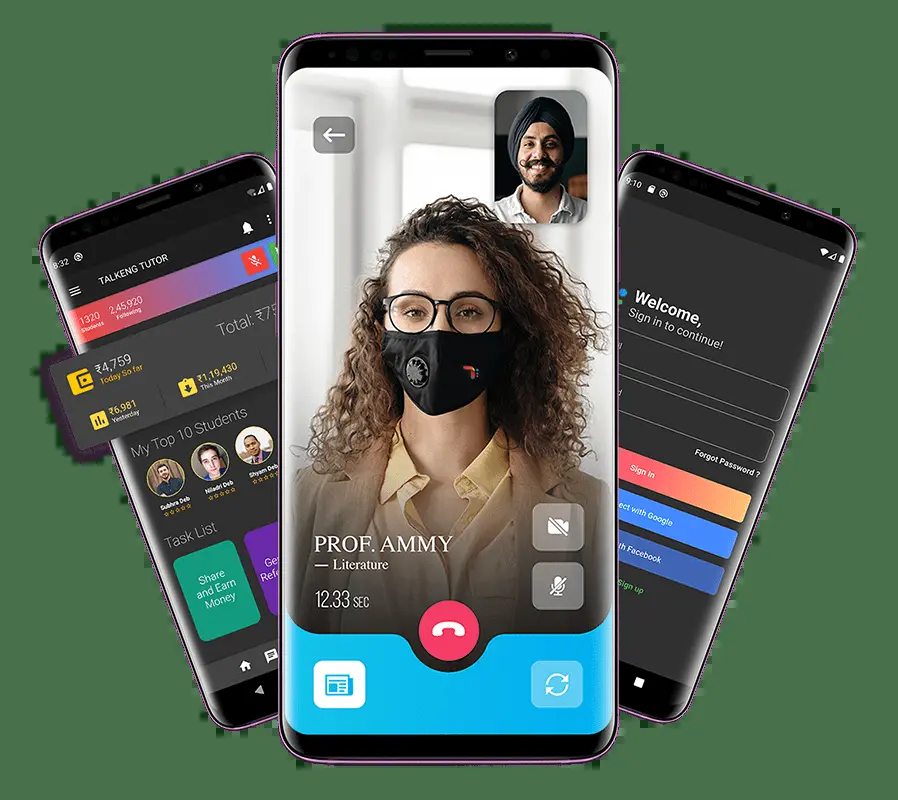 8:32
TALKENG TUTOR
1320
Students
2,45,920
Following
Total: ₹75
₹4,759
Today So far
₹6,981
Yesterday
₹1,19,430
This Month
My Top 10 Students
Subhra Deb
Niladri Deb
Shyam Deb
Task List
Share
and Earn
Money
Ge
Refe
PROF. AMMY
— Literature
12.33 SEC
9:10
Welcome,
Sign in to continue!
Forgot Password ?
Sign In
ect with Google
th Facebook
Sign up